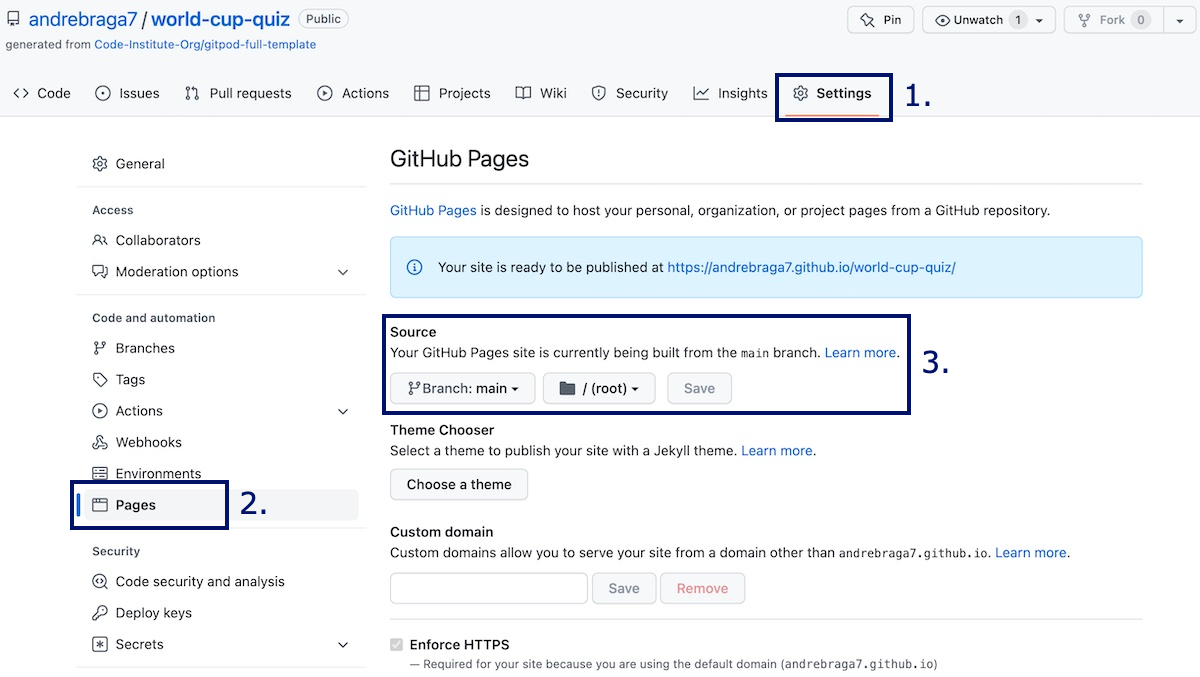 andrebraga7 / world-cup-quiz Public Pin Unwatch 1 Fork 0
generated from Code-Institute-Org/gitpod-full-template
Code Issues Pull requests Actions Projects Wiki Security Insights Settings 1.
General
Access
Collaborators
Moderation options
Code and automation
Branches
Tags
Actions
Webhooks
Environments
Pages 2.
Security
Code security and analysis
Deploy keys
Secrets
GitHub Pages
GitHub Pages is designed to host your personal, organization, or project pages from a GitHub repository.
Your site is ready to be published at https://andrebraga7.github.io/world-cup-quiz/
Source
Your GitHub Pages site is currently being built from the main branch. Learn more.
3.
Branch: main / (root) Save
Theme Chooser
Select a theme to publish your site with a Jekyll theme. Learn more.
Choose a theme
Custom domain
Custom domains allow you to serve your site from a domain other than andrebraga7.github.io. Learn more.
Save Remove
Enforce HTTPS
— Required for your site because you are using the default domain (andrebraga7.github.io)